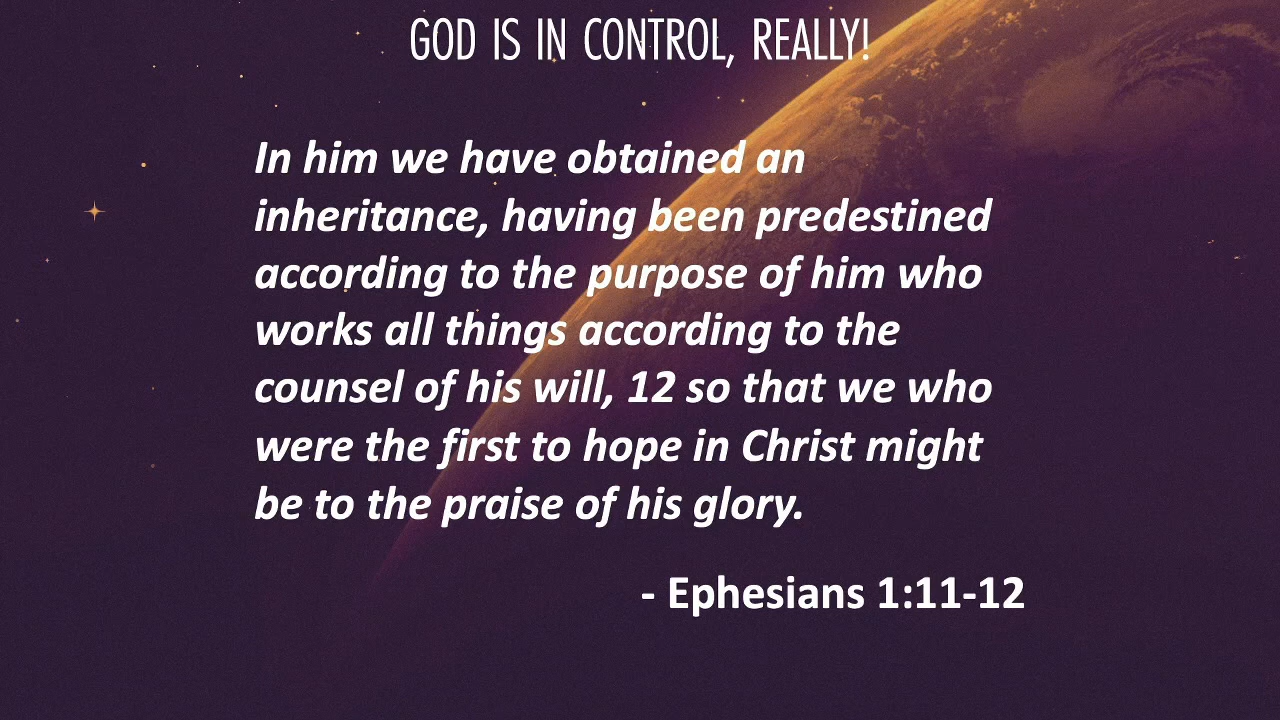 GOD IS IN CONTROL, REALLY!
In him we have obtained an
inheritance, having been predestined
according to the purpose of him who
works all things according to the
counsel of his will, 12 so that we who
were the first to hope in Christ might
be to the praise of his glory.
- Ephesians 1:11-12